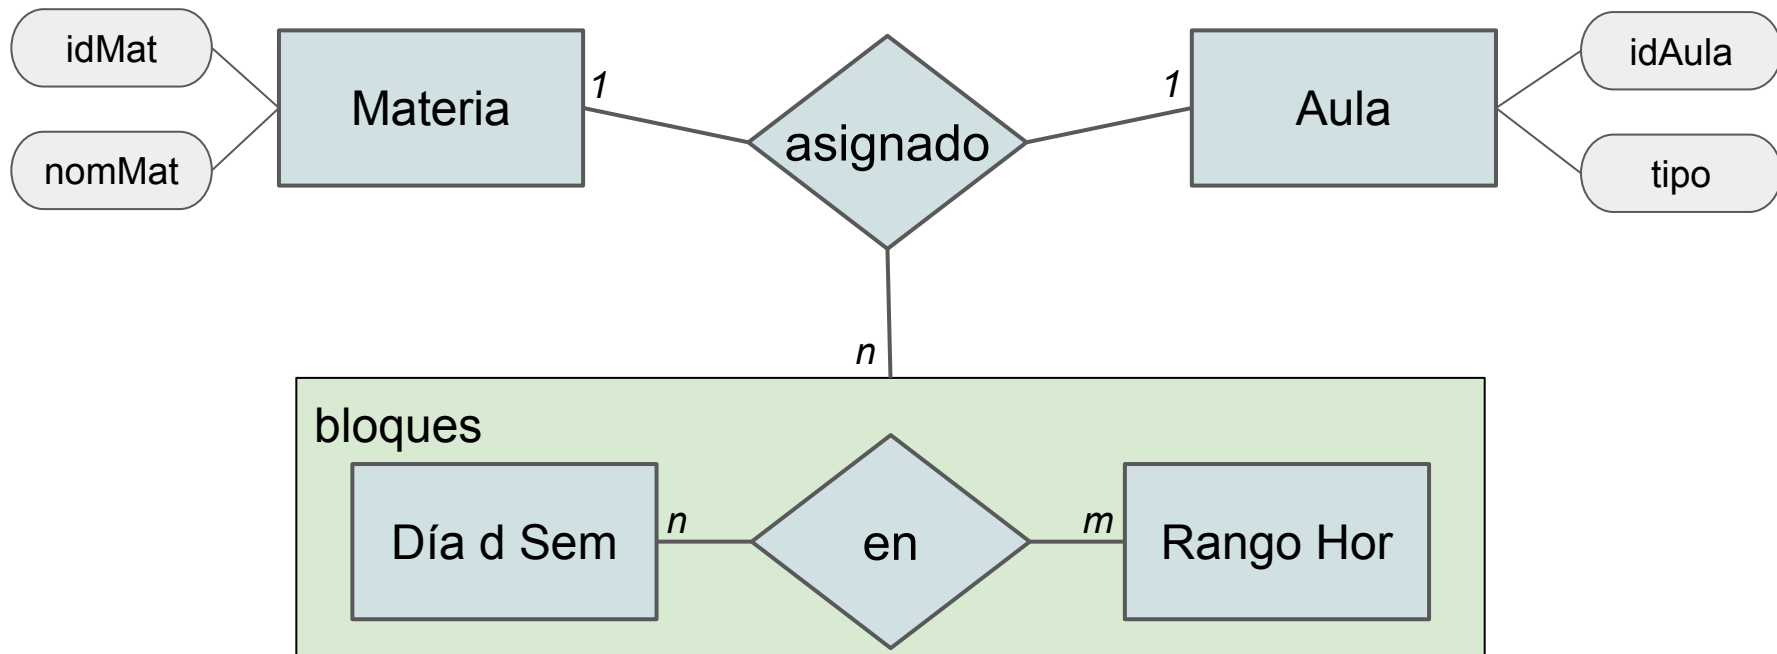 idMat
nomMat
Materia
1
asignado
1
Aula
idAula
tipo
n
bloques
Día d Sem
n
en
m
Rango Hor